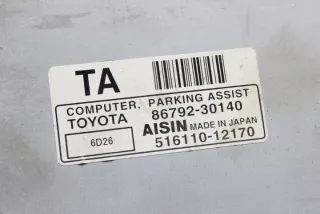 TA
COMPUTER, PARKING ASSIST
TOYOTA 86792-30140
6D26 AISIN MADE IN JAPAN
516110-12170